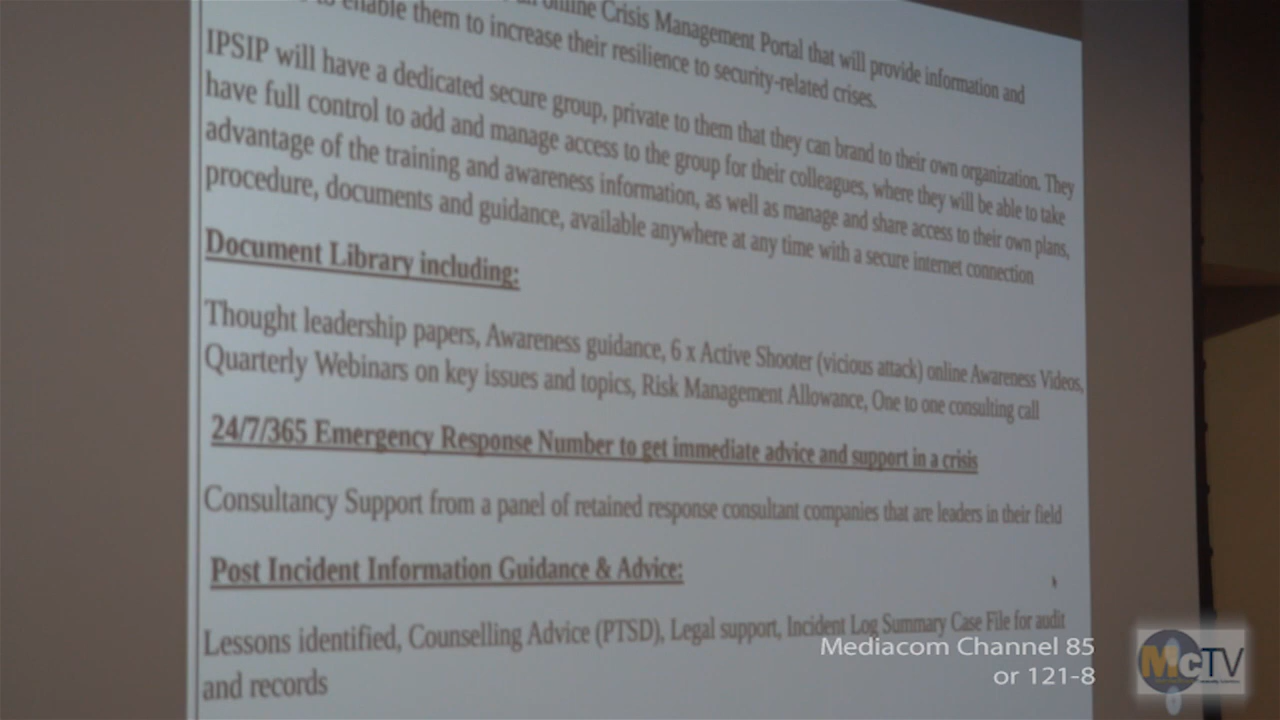 to enable them to increase their resilience to security-related crises.
online Crisis Management Portal that will provide information and
IPSIP will have a dedicated secure group, private to them that they can brand to their own organization. They
have full control to add and manage access to the group for their colleagues, where they will be able to take
advantage of the training and awareness information, as well as manage and share access to their own plans,
procedure, documents and guidance, available anywhere at any time with a secure internet connection
Document Library including:
Thought leadership papers, Awareness guidance, 6 x Active Shooter (vicious attack) online Awareness Videos,
Quarterly Webinars on key issues and topics, Risk Management Allowance, One to one consulting call
24/7/365 Emergency Response Number to get immediate advice and support in a crisis
Consultancy Support from a panel of retained response consultant companies that are leaders in their field
Post Incident Information Guidance & Advice:
Lessons identified, Counselling Advice (PTSD), Legal support, Incident Log Summary Case File for audit
and records
Mediacom Channel 85
or 121-8
McTV